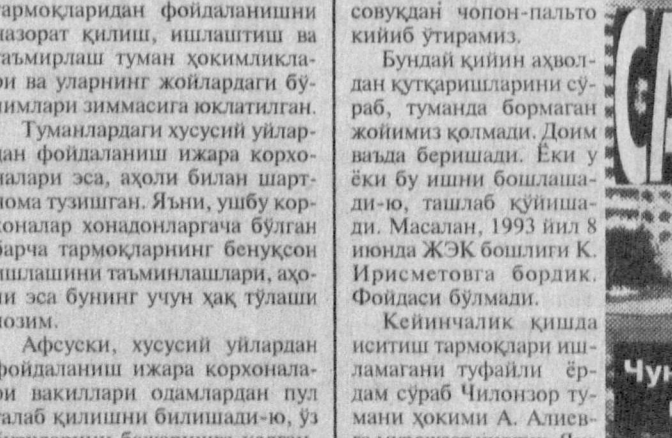 тармоқларидан фойдаланишни
назорат қилиш, ишлаштиш ва
таъмирлаш туман ҳокимликла-
ри ва уларнинг жойлардаги бў-
лимлари зиммасига юклатилган.
Туманлардаги хусусий уйлар-
дан фойдаланиш ижара корхо-
налари эса, аҳоли билан шарт-
нома тузишган. Яъни, ушбу кор-
хоналар хонадонларгача бўлган
барча тармоқларнинг бенуқсон
ишлашини таъминлашлари, аҳо-
ли эса бунинг учун ҳақ тўлаши
лозим.
Афсуски, хусусий уйлардан
фойдаланиш ижара корхонала-
ри вакиллари одамлардан пул
талаб қилишни билишади-ю, ўз
совуқдан чопон-пальто
кийиб ўтирамиз.
Бундай қийин аҳвол-
дан қутқаришларини сў-
раб, туманда бормаган
жойимиз қолмади. Доим
ваъда беришади. Ёки у
ёки бу ишни бошлаша-
ди-ю, ташлаб қўйиша-
ди. Масалан, 1993 йил 8
июнда ЖЭК бошлиғи К.
Ирисметовга бордик.
Фойдаси бўлмади.
Кейинчалик қишда
иситиш тармоқлари иш-
ламагани туфайли ёр-
дам сўраб Чилонзор ту-
мани ҳокими А. Алиев-
Чун